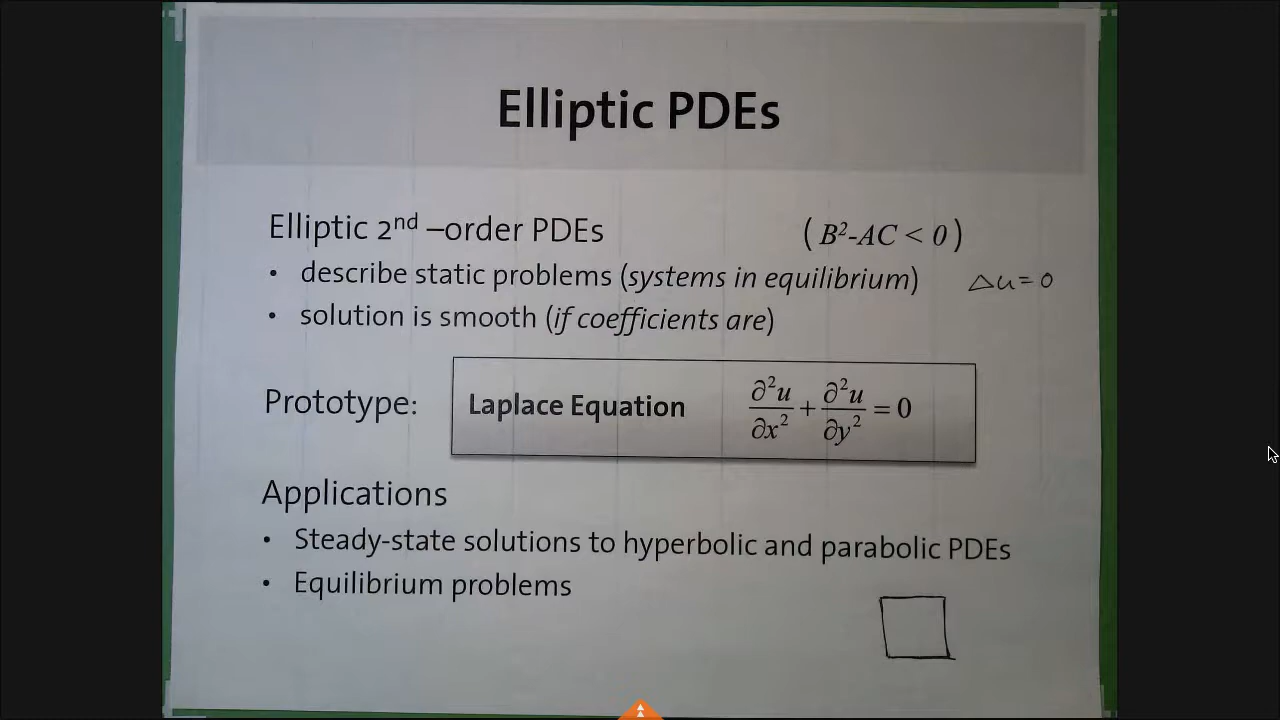 Elliptic PDEs
Elliptic 2nd –order PDEs (B²-AC < 0)
• describe static problems (systems in equilibrium) Δu=0
• solution is smooth (if coefficients are)
Prototype: Laplace Equation ∂²u/∂x² + ∂²u/∂y² = 0
Applications
• Steady-state solutions to hyperbolic and parabolic PDEs
• Equilibrium problems